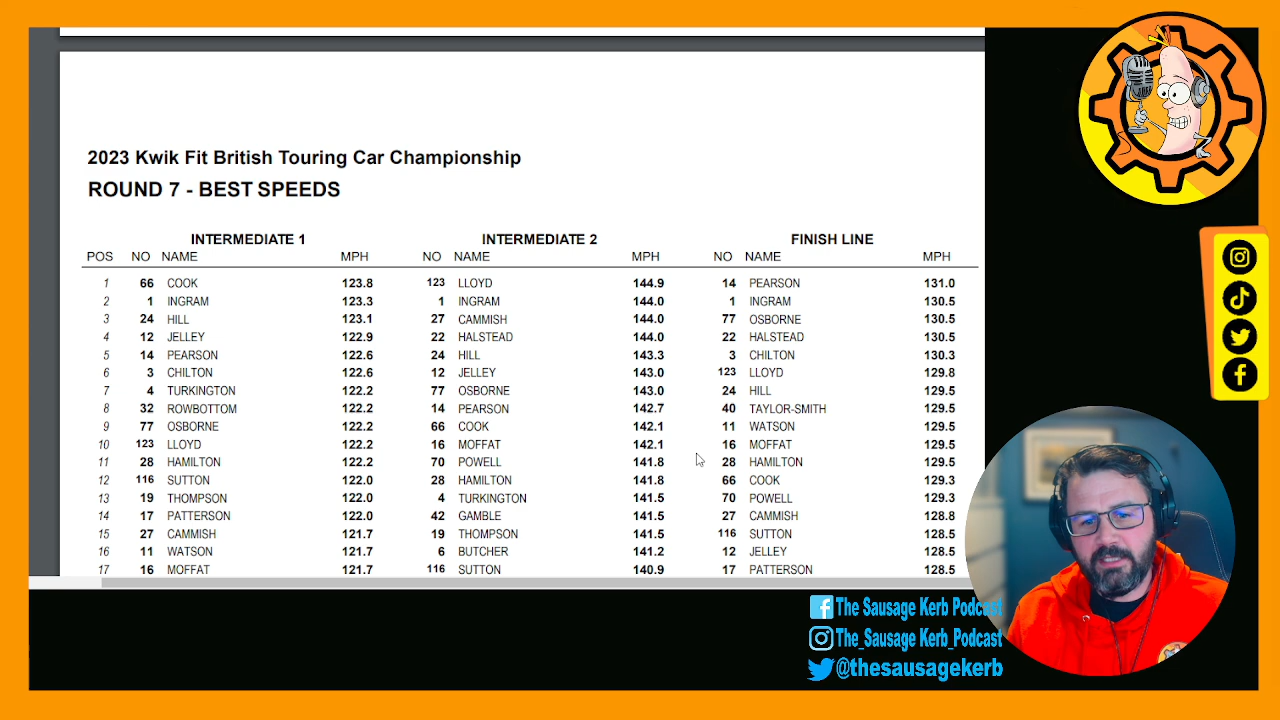 2023 Kwik Fit British Touring Car Championship
ROUND 7 - BEST SPEEDS
INTERMEDIATE 1 INTERMEDIATE 2 FINISH LINE
POS NO NAME MPH NO NAME MPH NO NAME MPH
1 66 COOK 123.8 123 LLOYD 144.9 14 PEARSON 131.0
2 1 INGRAM 123.3 1 INGRAM 144.0 1 INGRAM 130.5
3 24 HILL 123.1 27 CAMMISH 144.0 77 OSBORNE 130.5
4 12 JELLEY 122.9 22 HALSTEAD 144.0 22 HALSTEAD 130.5
5 14 PEARSON 122.6 24 HILL 143.3 3 CHILTON 130.3
6 3 CHILTON 122.6 12 JELLEY 143.0 123 LLOYD 129.8
7 4 TURKINGTON 122.2 77 OSBORNE 143.0 24 HILL 129.5
8 32 ROWBOTTOM 122.2 14 PEARSON 142.7 40 TAYLOR-SMITH 129.5
9 77 OSBORNE 122.2 66 COOK 142.1 11 WATSON 129.5
10 123 LLOYD 122.2 16 MOFFAT 142.1 16 MOFFAT 129.5
11 28 HAMILTON 122.2 70 POWELL 141.8 28 HAMILTON 129.5
12 116 SUTTON 122.0 28 HAMILTON 141.8 66 COOK 129.3
13 19 THOMPSON 122.0 4 TURKINGTON 141.5 70 POWELL 129.3
14 17 PATTERSON 122.0 42 GAMBLE 141.5 27 CAMMISH 128.8
15 27 CAMMISH 121.7 19 THOMPSON 141.5 116 SUTTON 128.5
16 11 WATSON 121.7 6 BUTCHER 141.2 12 JELLEY 128.5
17 16 MOFFAT 121.7 116 SUTTON 140.9 17 PATTERSON 128.5
The Sausage Kerb Podcast
The_Sausage Kerb_Podcast
@thesausagekerb